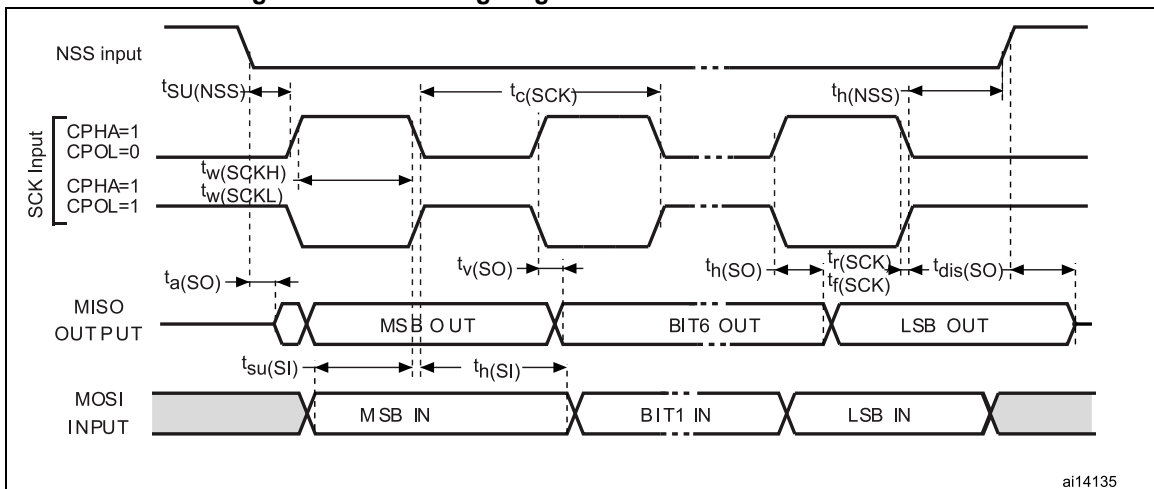 NSS input
tSU(NSS)
tc(SCK)
th(NSS)
SCK Input
CPHA=1
CPOL=0
CPHA=1
CPOL=1
tw(SCKH)
tw(SCKL)
ta(SO)
tv(SO)
th(SO)
tr(SCK)
tf(SCK)
tdis(SO)
MISO
OUTPUT
MSB OUT
BIT6 OUT
LSB OUT
tsu(SI)
th(SI)
MOSI
INPUT
MSB IN
BIT1 IN
LSB IN
ai14135